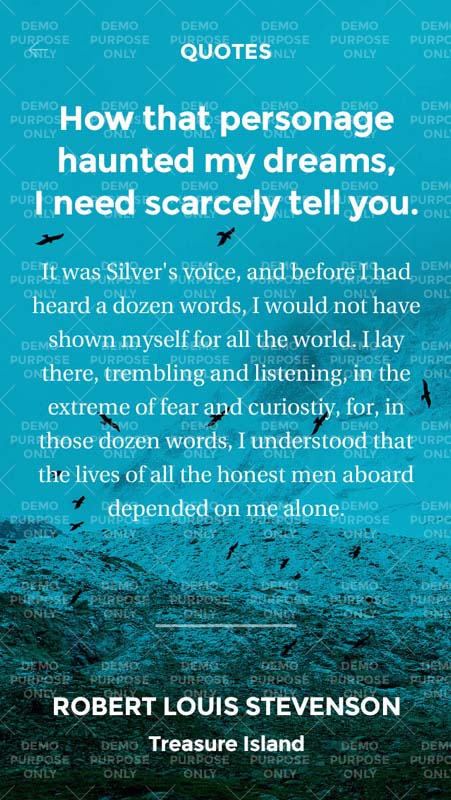 QUOTES
How that personage
haunted my dreams,
I need scarcely tell you.
It was Silver's voice, and before I had
heard a dozen words, I would not have
shown myself for all the world. I lay
there, trembling and listening, in the
extreme of fear and curiostiy, for, in
those dozen words, I understood that
the lives of all the honest men aboard
depended on me alone.
ROBERT LOUIS STEVENSON
Treasure Island
DEMO
PURPOSE
ONLY